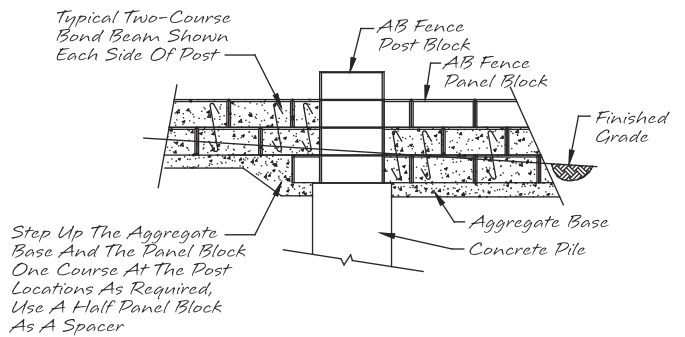 Typical Two-Course
Bond Beam Shown
Each Side Of Post
AB Fence
Post Block
AB Fence
Panel Block
Finished
Grade
Step Up The Aggregate
Base And The Panel Block
One Course At The Post
Locations As Required,
Use A Half Panel Block
As A Spacer
Aggregate Base
Concrete Pile